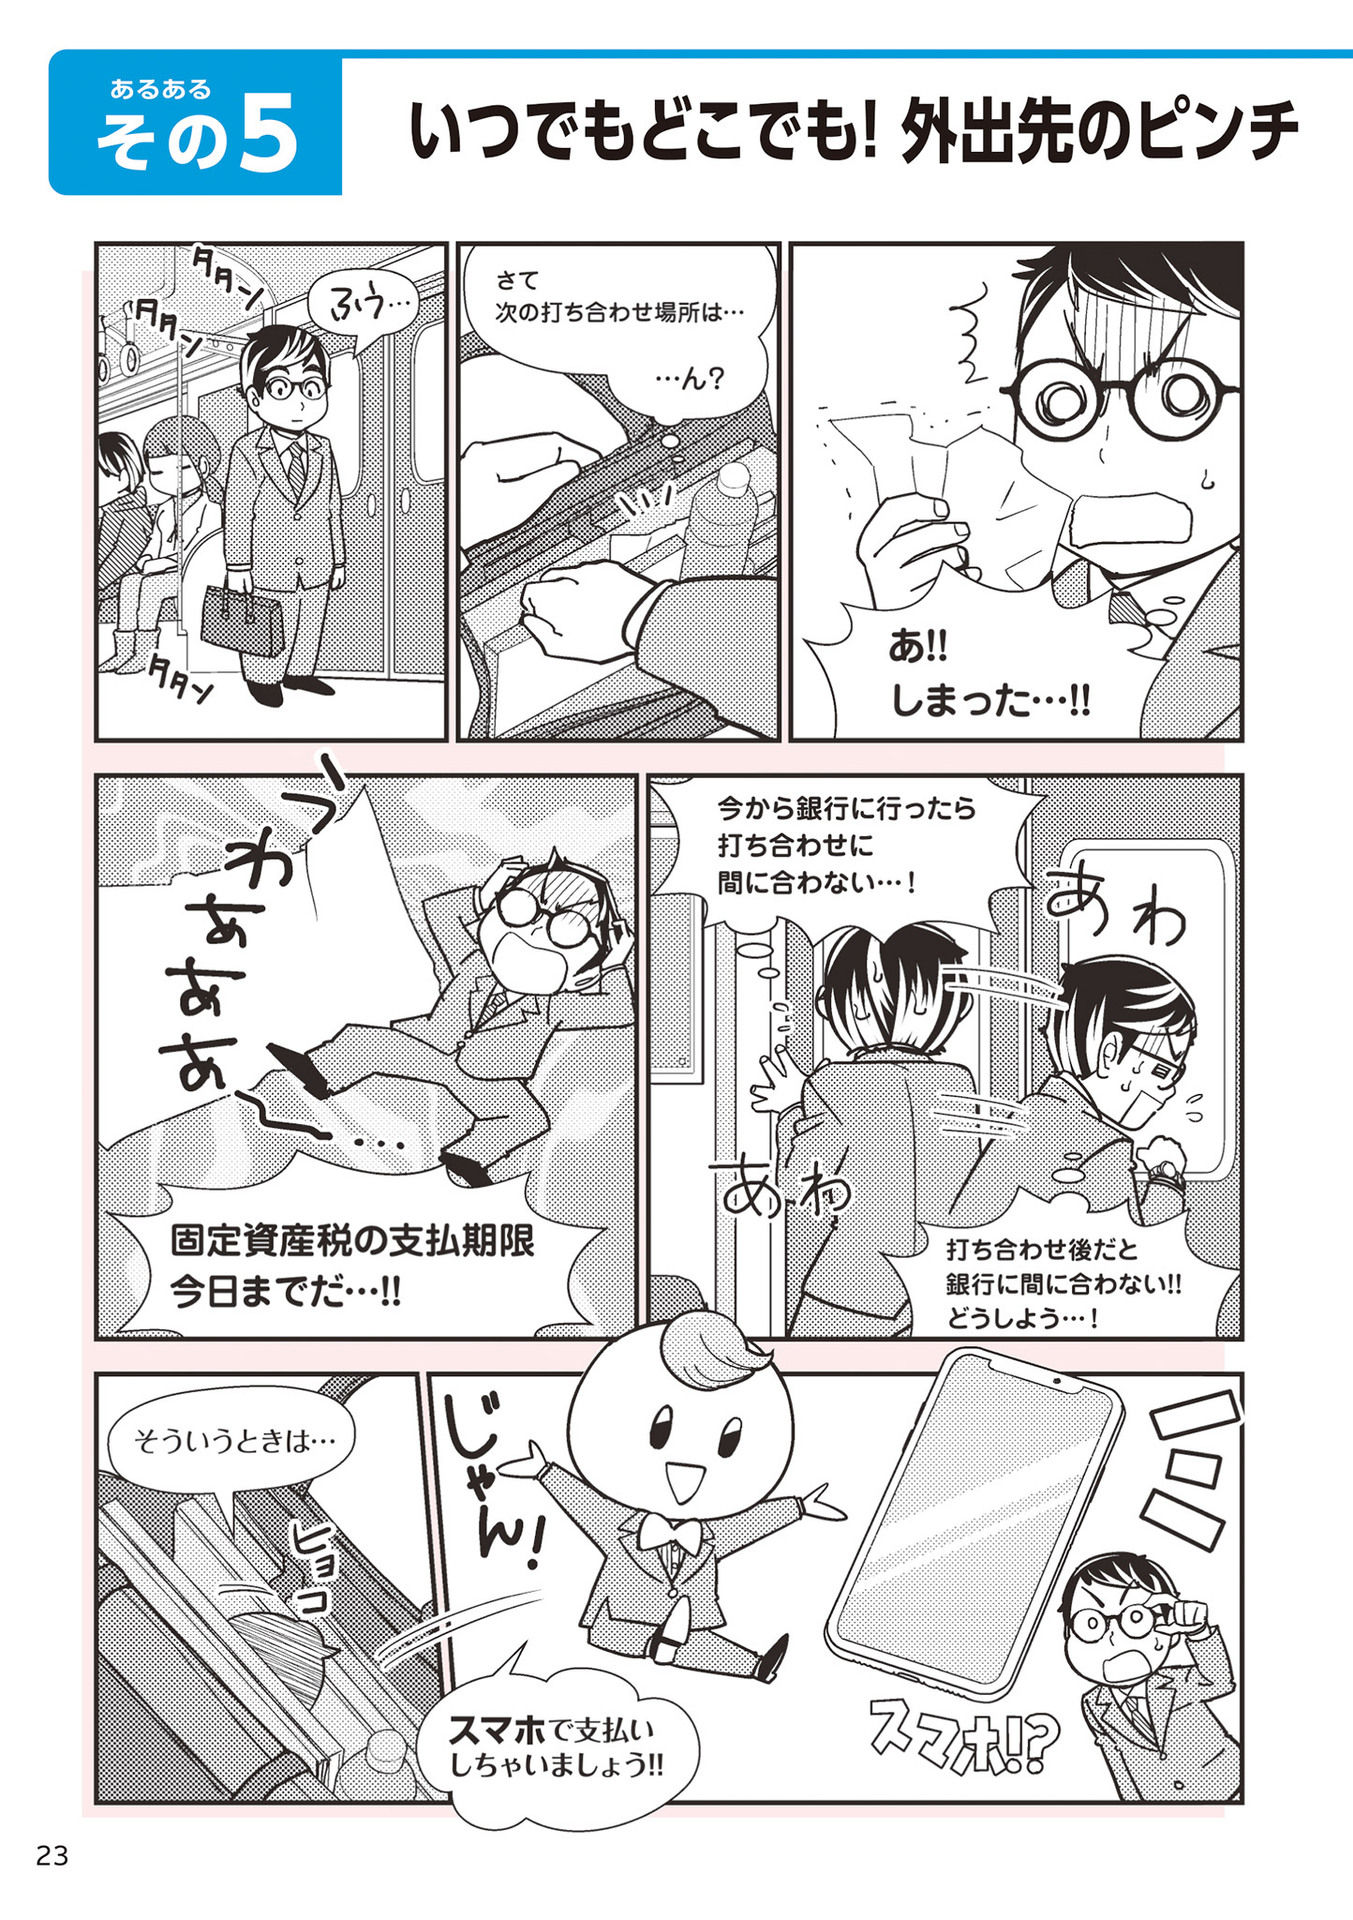 あるある
その5
いつでもどこでも! 外出先のピンチ
タタン
タタン
ふぅ…
タタン
さて
次の打ち合わせ場所は…
…ん?
あ!!
しまった…!!
うわぁぁぁあ〜…
固定資産税の支払期限
今日までだ…!!
今から銀行に行ったら
打ち合わせに
間に合わない…!
あわ
あわ
打ち合わせ後だと
銀行に間に合わない!!
どうしよう…!
そういうときは…
ヒョコ
じゃん!
スマホで支払い
しちゃいましょう!!
スマホ!?
23